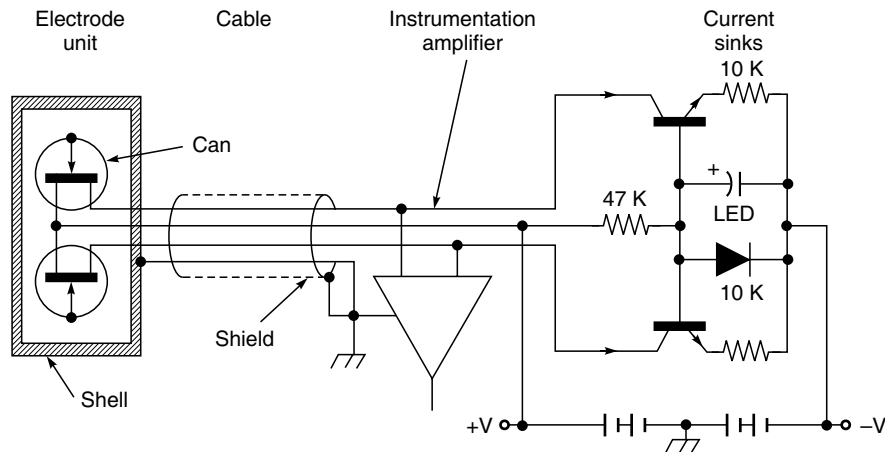 Electrode
unit
Cable
Instrumentation
amplifier
Current
sinks
10 K
Can
47 K
+
LED
10 K
Shield
Shell
+V
–V